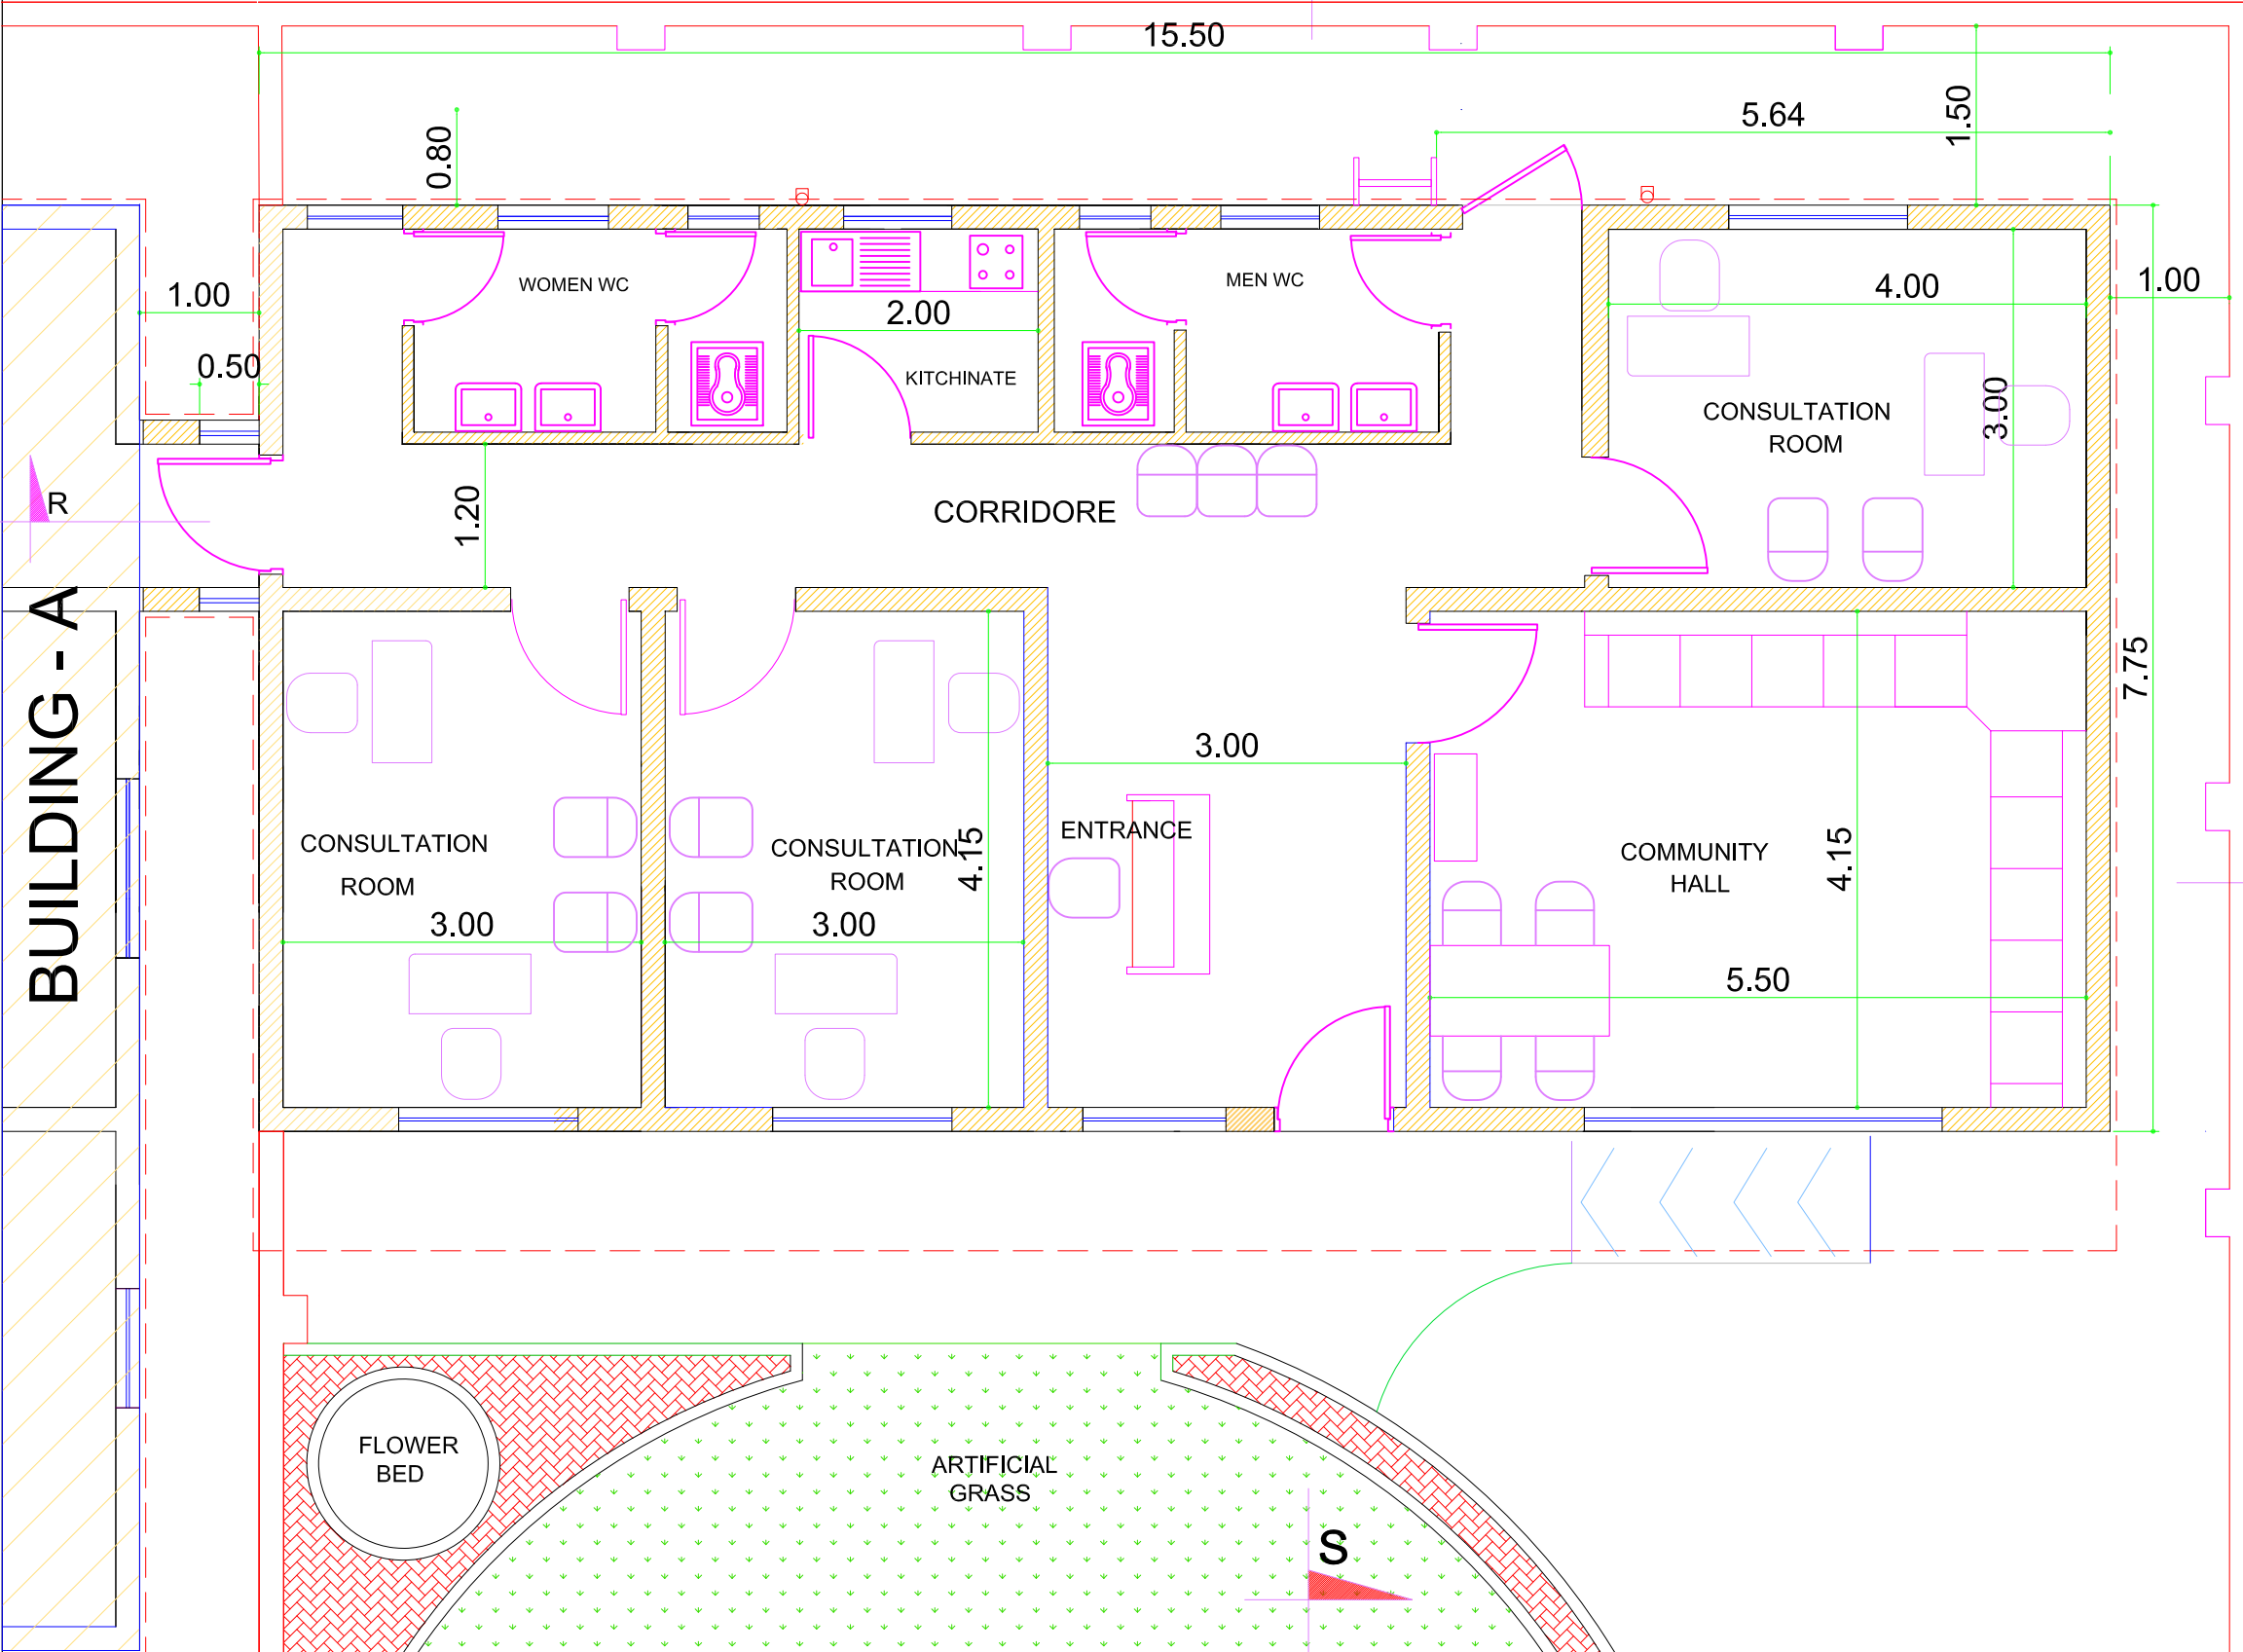 15.50
5.64
1.50
0.80
WOMEN WC
MEN WC
1.00
4.00
1.00
2.00
0.50
KITCHINATE
3.00
CONSULTATION
ROOM
R
1.20
CORRIDORE
BUILDING - A
7.75
3.00
ENTRANCE
CONSULTATION
ROOM
CONSULTATION
ROOM
4.15
COMMUNITY
HALL
4.15
3.00
3.00
5.50
FLOWER
BED
ARTIFICIAL
GRASS
S